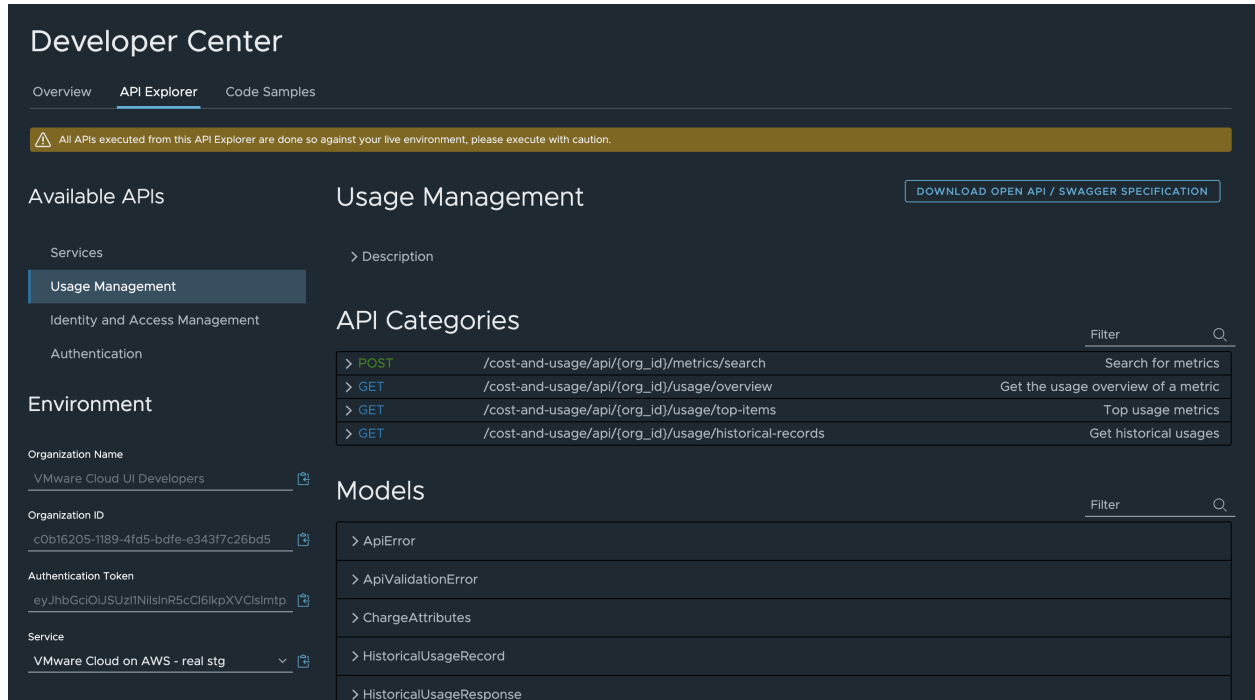 Developer Center
Overview API Explorer Code Samples
All APIs executed from this API Explorer are done so against your live environment, please execute with caution.
Available APIs
Services
Usage Management
Identity and Access Management
Authentication
Environment
Organization Name
VMware Cloud UI Developers
Organization ID
c0b16205-1189-4fd5-bdfe-e343f7c26bd5
Authentication Token
Service
VMware Cloud on AWS - real stg
Usage Management
DOWNLOAD OPEN API / SWAGGER SPECIFICATION
Description
API Categories
Filter
POST /cost-and-usage/api/{org_id}/metrics/search Search for metrics
GET /cost-and-usage/api/{org_id}/usage/overview Get the usage overview of a metric
GET /cost-and-usage/api/{org_id}/usage/top-items Top usage metrics
GET /cost-and-usage/api/{org_id}/usage/historical-records Get historical usages
Models
Filter
ApiError
ApiValidationError
ChargeAttributes
HistoricalUsageRecord
HistoricalUsageResponse